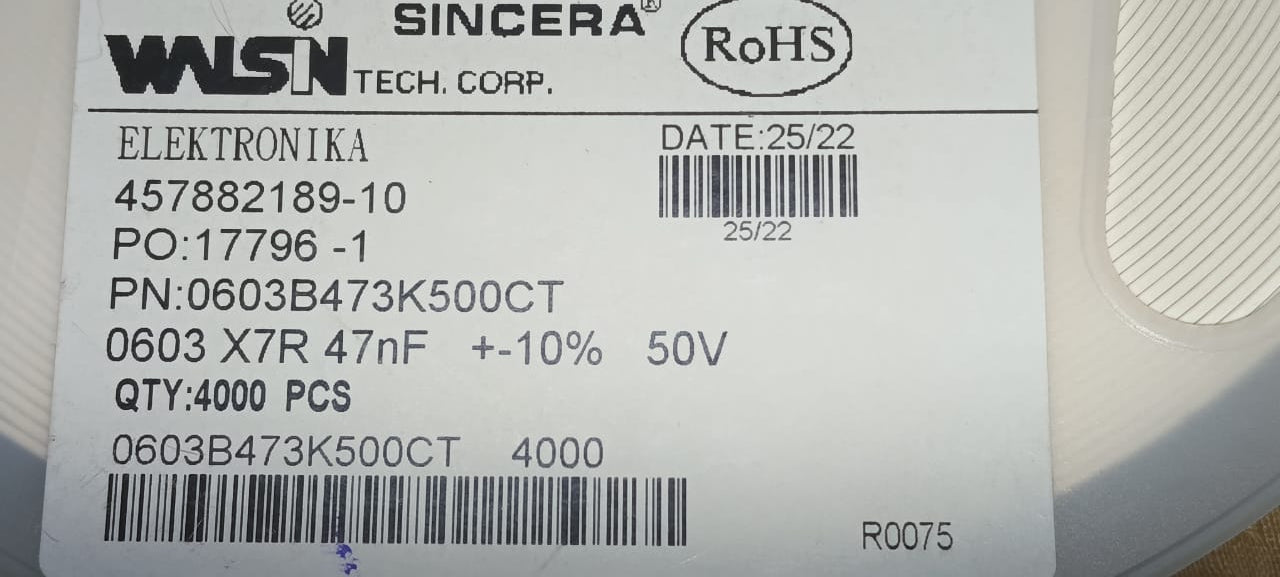 SINCERA®
WALSIN TECH. CORP.
RoHS
ELEKTRONIKA
457882189-10
PO:17796 -1
PN:0603B473K500CT
0603 X7R 47nF +-10% 50V
QTY:4000 PCS
0603B473K500CT 4000
DATE:25/22
25/22
R0075